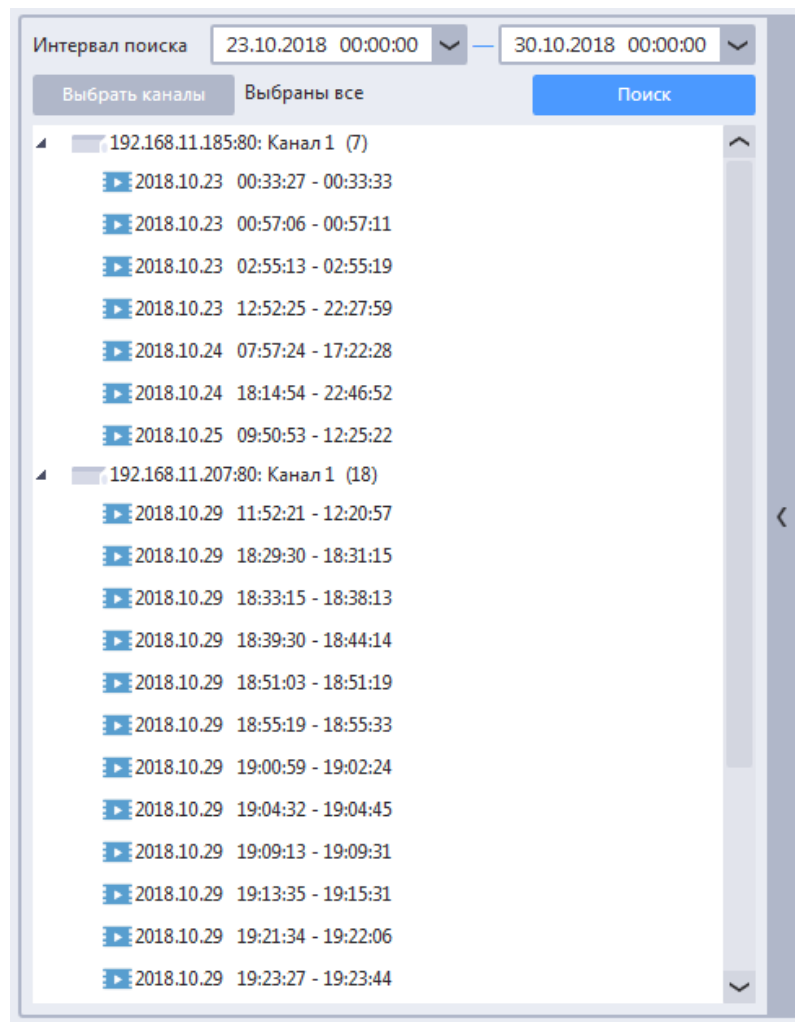 Интервал поиска 23.10.2018 00:00:00 — 30.10.2018 00:00:00
Выбрать каналы Выбраны все Поиск
192.168.11.185:80: Канал 1 (7)
2018.10.23 00:33:27 - 00:33:33
2018.10.23 00:57:06 - 00:57:11
2018.10.23 02:55:13 - 02:55:19
2018.10.23 12:52:25 - 22:27:59
2018.10.24 07:57:24 - 17:22:28
2018.10.24 18:14:54 - 22:46:52
2018.10.25 09:50:53 - 12:25:22
192.168.11.207:80: Канал 1 (18)
2018.10.29 11:52:21 - 12:20:57
2018.10.29 18:29:30 - 18:31:15
2018.10.29 18:33:15 - 18:38:13
2018.10.29 18:39:30 - 18:44:14
2018.10.29 18:51:03 - 18:51:19
2018.10.29 18:55:19 - 18:55:33
2018.10.29 19:00:59 - 19:02:24
2018.10.29 19:04:32 - 19:04:45
2018.10.29 19:09:13 - 19:09:31
2018.10.29 19:13:35 - 19:15:31
2018.10.29 19:21:34 - 19:22:06
2018.10.29 19:23:27 - 19:23:44